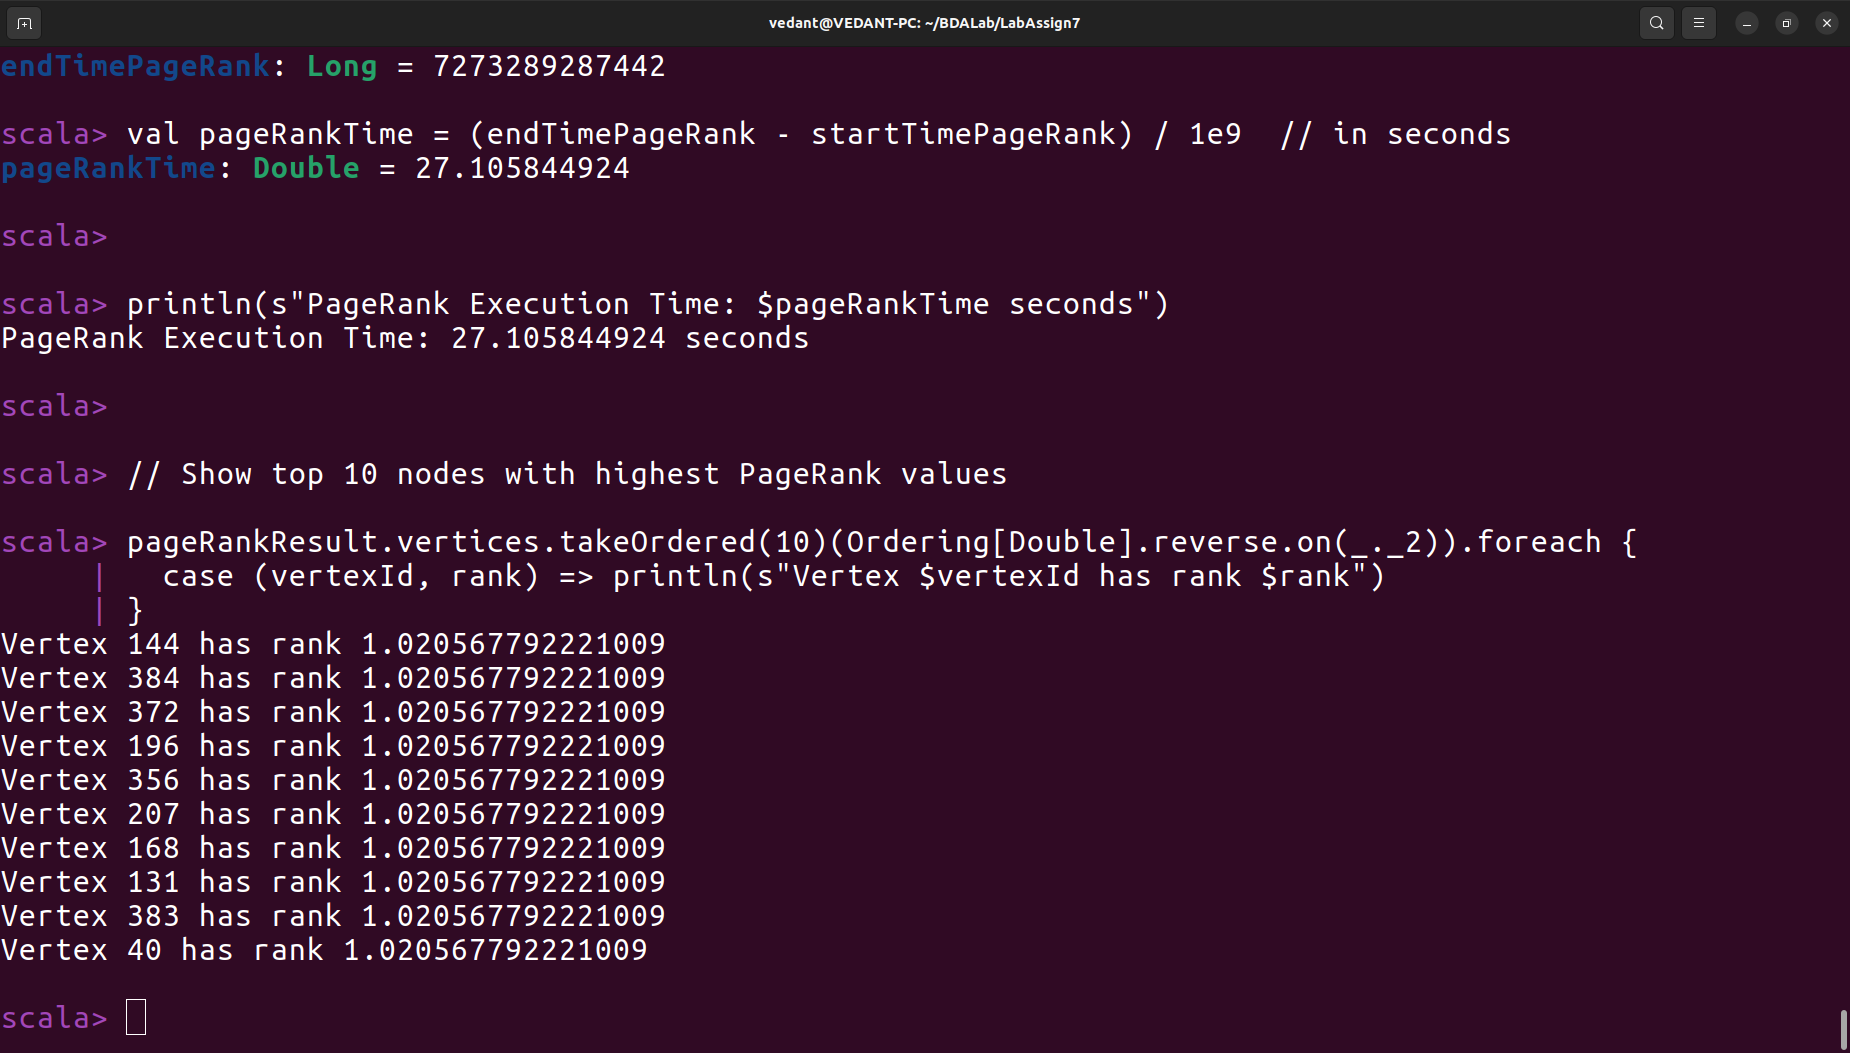 vedant@VEDANT-PC: ~/BDALab/LabAssign7
endTimePageRank: Long = 7273289287442
scala> val pageRankTime = (endTimePageRank - startTimePageRank) / 1e9  // in seconds
pageRankTime: Double = 27.105844924
scala>
scala> println(s"PageRank Execution Time: $pageRankTime seconds")
PageRank Execution Time: 27.105844924 seconds
scala>
scala> // Show top 10 nodes with highest PageRank values
scala> pageRankResult.vertices.takeOrdered(10)(Ordering[Double].reverse.on(_._2)).foreach {
     |   case (vertexId, rank) => println(s"Vertex $vertexId has rank $rank")
     | }
Vertex 144 has rank 1.020567792221009
Vertex 384 has rank 1.020567792221009
Vertex 372 has rank 1.020567792221009
Vertex 196 has rank 1.020567792221009
Vertex 356 has rank 1.020567792221009
Vertex 207 has rank 1.020567792221009
Vertex 168 has rank 1.020567792221009
Vertex 131 has rank 1.020567792221009
Vertex 383 has rank 1.020567792221009
Vertex 40 has rank 1.020567792221009
scala>